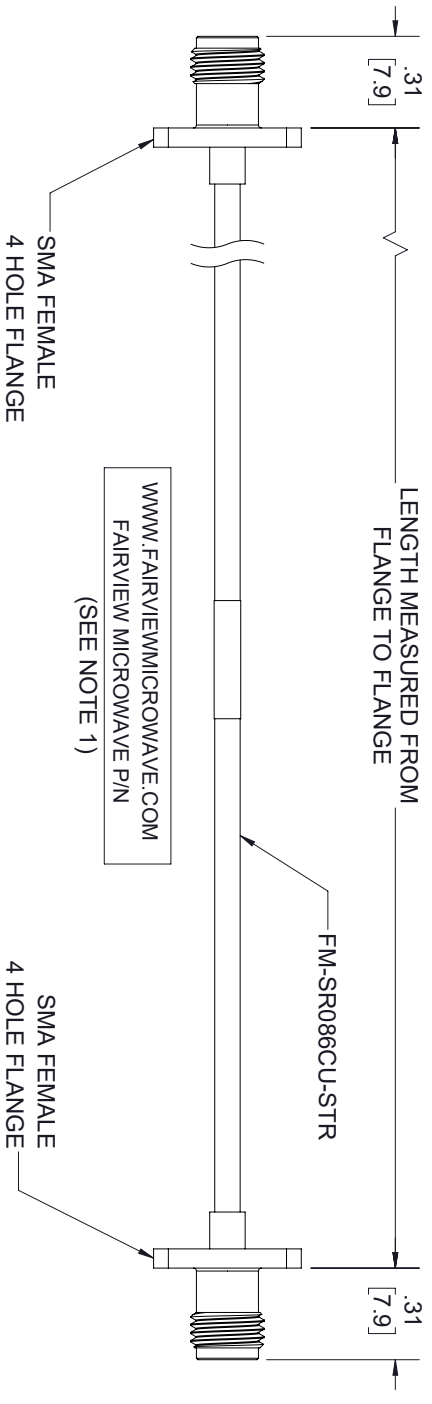 .31
[7.9]
LENGTH MEASURED FROM
FLANGE TO FLANGE
.31
[7.9]
FM-SR086CU-STR
SMA FEMALE
4 HOLE FLANGE
WWW.FAIRVIEWMICROWAVE.COM
FAIRVIEW MICROWAVE P/N
(SEE NOTE 1)
SMA FEMALE
4 HOLE FLANGE